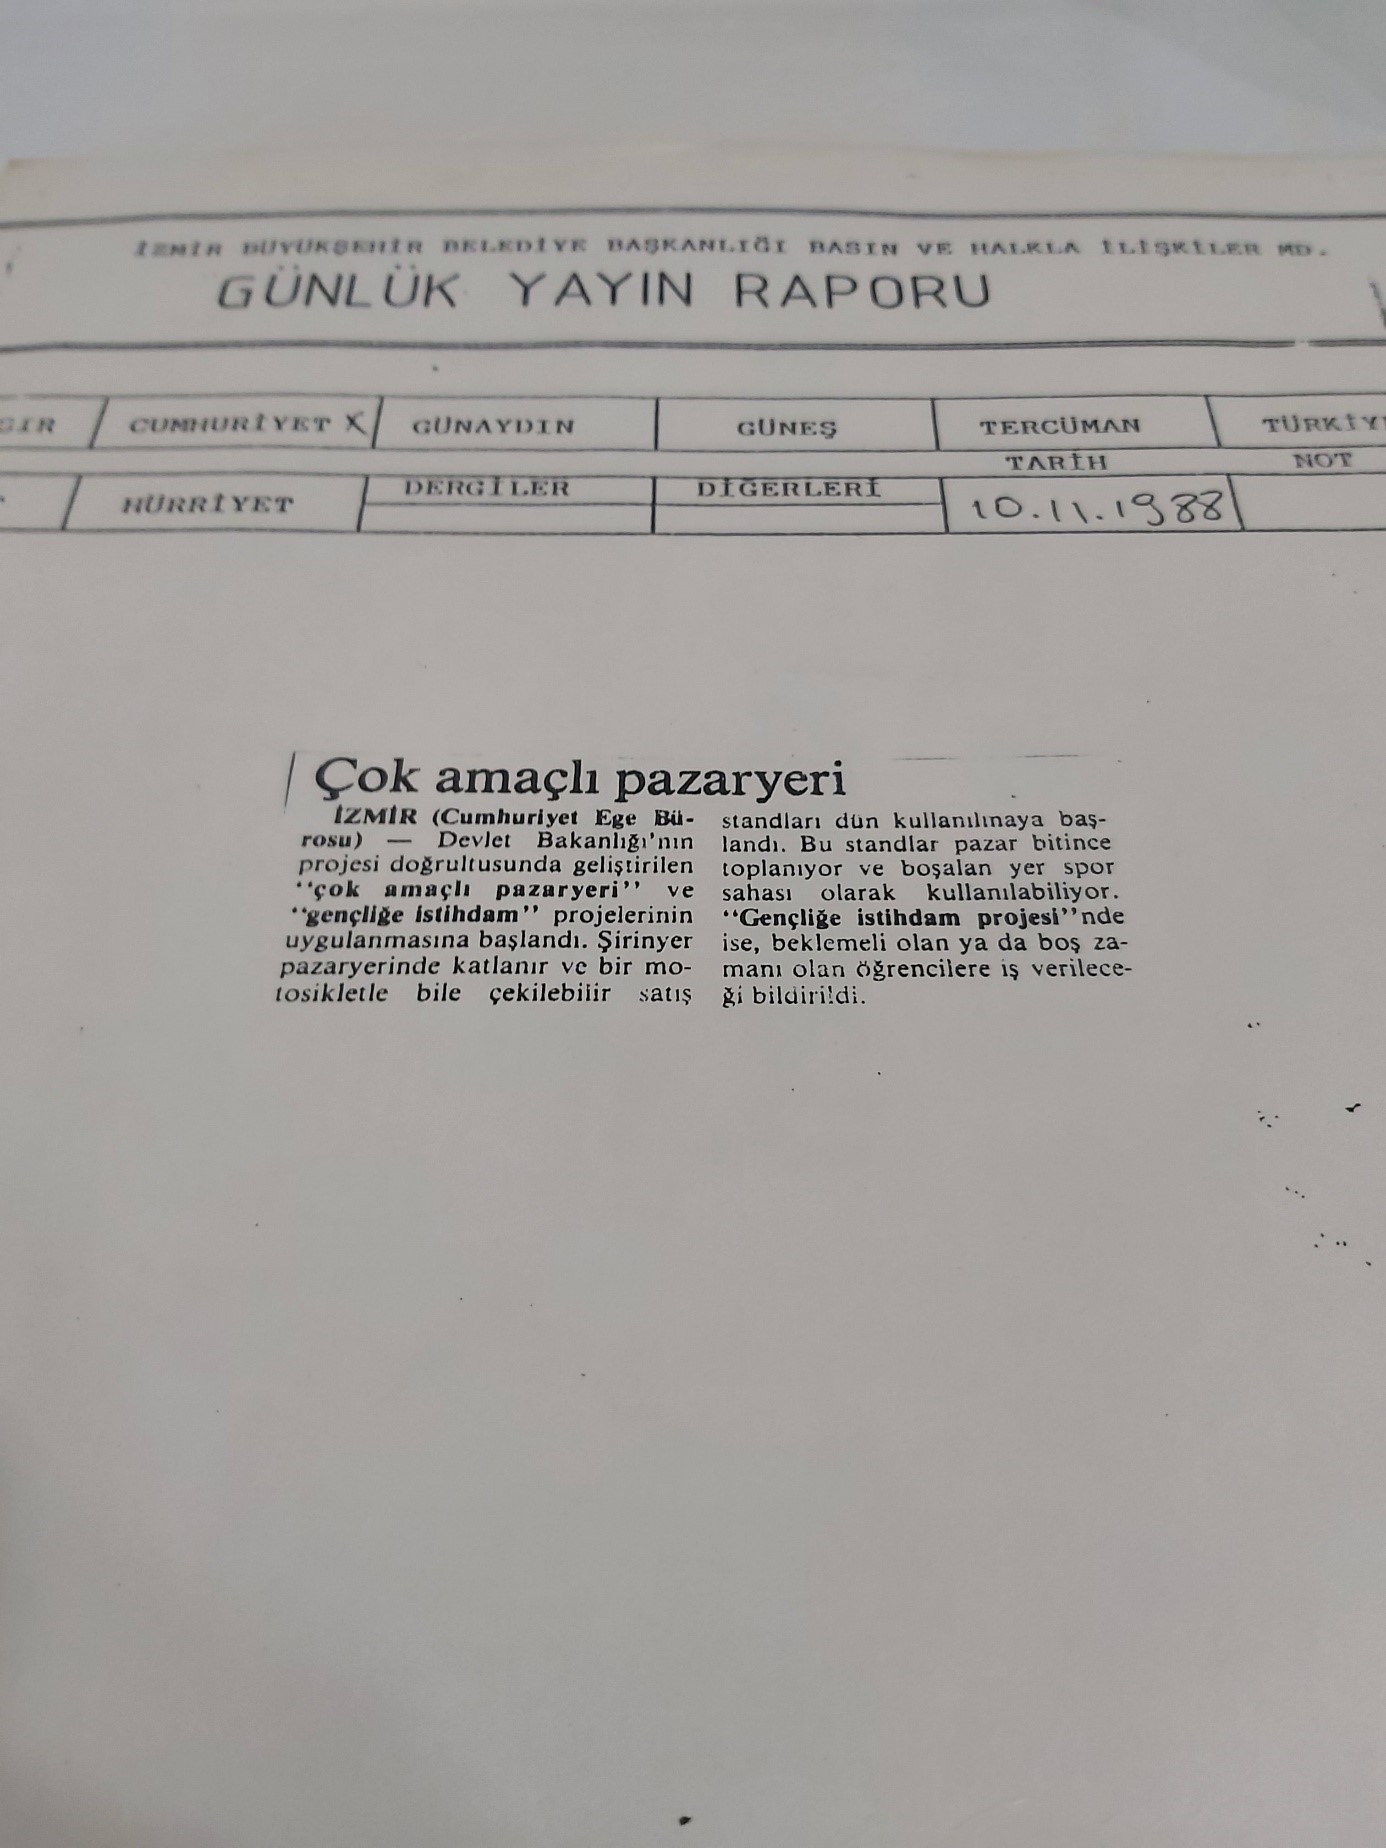 İZMİR BÜYÜKŞEHİR BELEDİYE BAŞKANLIĞI BASIN VE HALKLA İLİŞKİLER MD.
GÜNLÜK YAYIN RAPORU
CUMHURİYET X GÜNAYDIN GÜNEŞ TERCÜMAN
TARİH NOT
HÜRRİYET DERGİLER DİĞERLERİ 10.11.1988
Çok amaçlı pazaryeri
İZMİR (Cumhuriyet Ege Bü-
rosu) — Devlet Bakanlığı'nın
projesi doğrultusunda geliştirilen
"çok amaçlı pazaryeri" ve
"gençliğe istihdam" projelerinin
uygulanmasına başlandı. Şirinyer
pazaryerinde katlanır ve bir mo-
tosikletle bile çekilebilir satış
standları dün kullanılmaya baş-
landı. Bu standlar pazar bitince
toplanıyor ve boşalan yer spor
sahası olarak kullanılabiliyor.
"Gençliğe istihdam projesi"nde
ise, beklemeli olan ya da boş za-
manı olan öğrencilere iş verilece-
ği bildirildi.